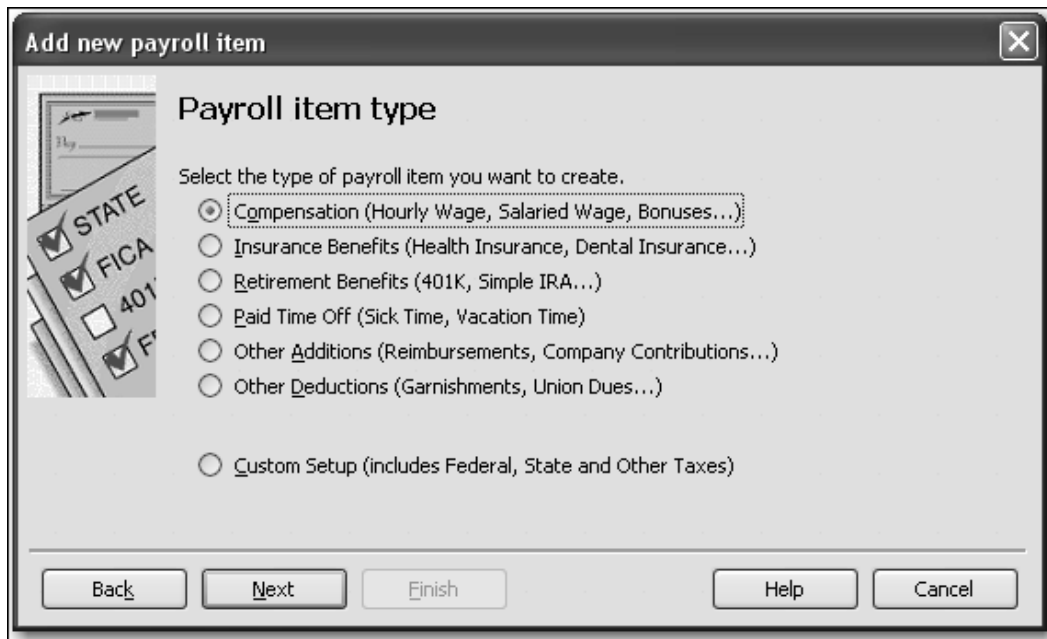 Add new payroll item
Payroll item type
Select the type of payroll item you want to create.
Compensation (Hourly Wage, Salaried Wage, Bonuses...)
Insurance Benefits (Health Insurance, Dental Insurance...)
Retirement Benefits (401K, Simple IRA...)
Paid Time Off (Sick Time, Vacation Time)
Other Additions (Reimbursements, Company Contributions...)
Other Deductions (Garnishments, Union Dues...)
Custom Setup (includes Federal, State and Other Taxes)
STATE
FICA
401
Back
Next
Finish
Help
Cancel